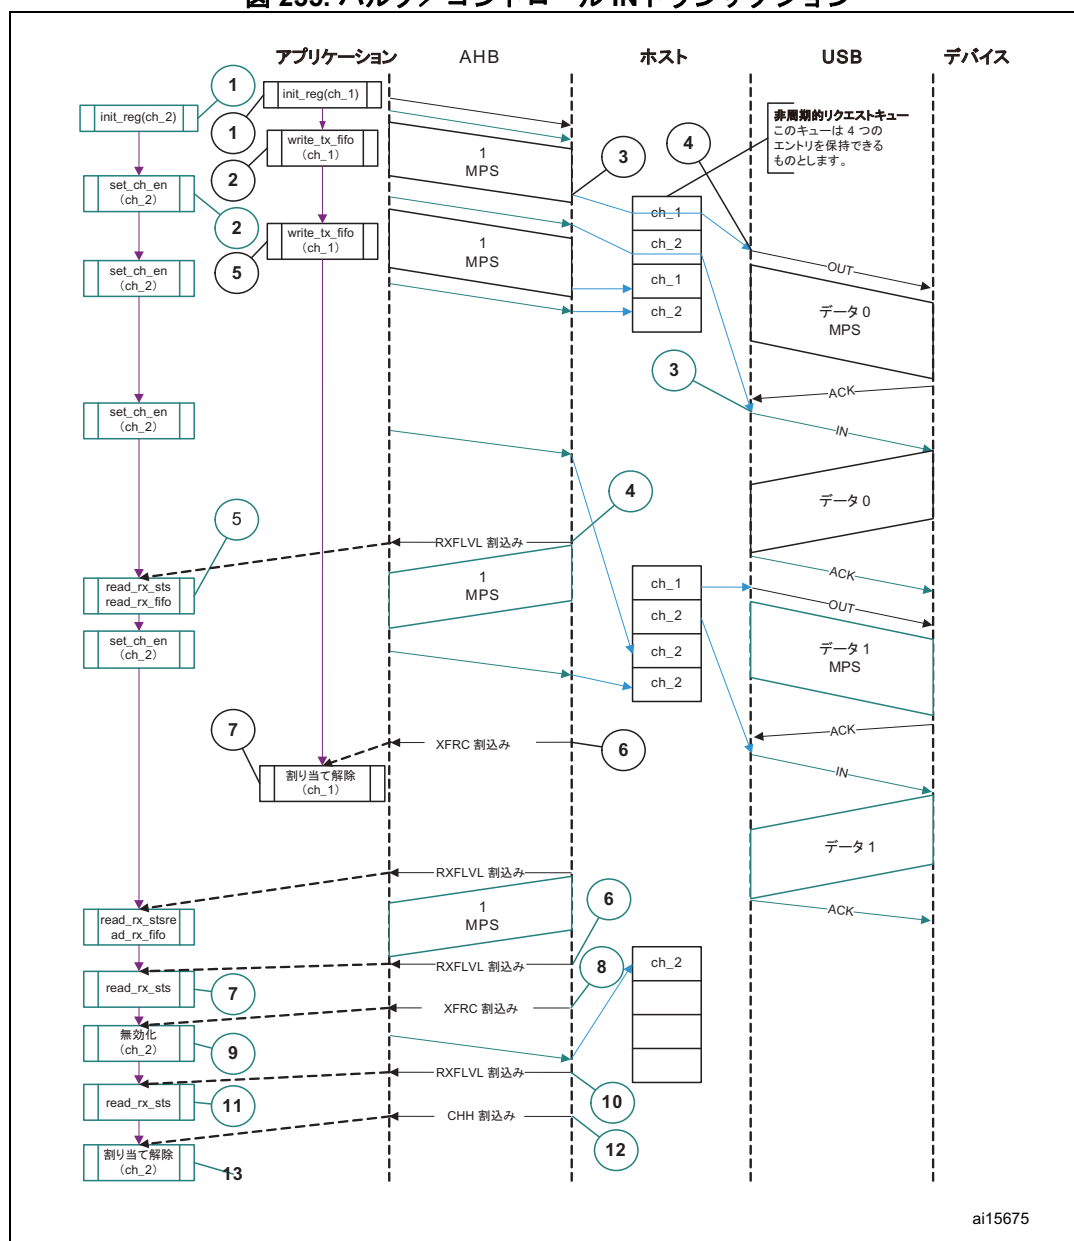 アプリケーション
AHB
ホスト
USB
デバイス
init_reg(ch_2)
1
init_reg(ch_1)
1
write_tx_fifo
(ch_1)
2
set_ch_en
(ch_2)
2
write_tx_fifo
(ch_1)
5
set_ch_en
(ch_2)
1
MPS
3
4
非周期的リクエストキュー
このキューは 4 つの
エントリを保持できる
ものとします。
1
MPS
ch_1
ch_2
ch_1
ch_2
OUT
データ 0
MPS
3
ACK
set_ch_en
(ch_2)
IN
データ 0
5
4
RXFLVL 割込み
read_rx_sts
read_rx_fifo
1
MPS
ch_1
ch_2
ch_2
ch_2
ACK
OUT
set_ch_en
(ch_2)
データ 1
MPS
7
XFRC 割込み
6
ACK
割り当て解除
(ch_1)
IN
データ 1
RXFLVL 割込み
read_rx_stsre
ad_rx_fifo
1
MPS
6
ACK
RXFLVL 割込み
8
ch_2
read_rx_sts
7
XFRC 割込み
無効化
(ch_2)
9
RXFLVL 割込み
10
read_rx_sts
11
CHH 割込み
12
割り当て解除
(ch_2)
13
ai15675